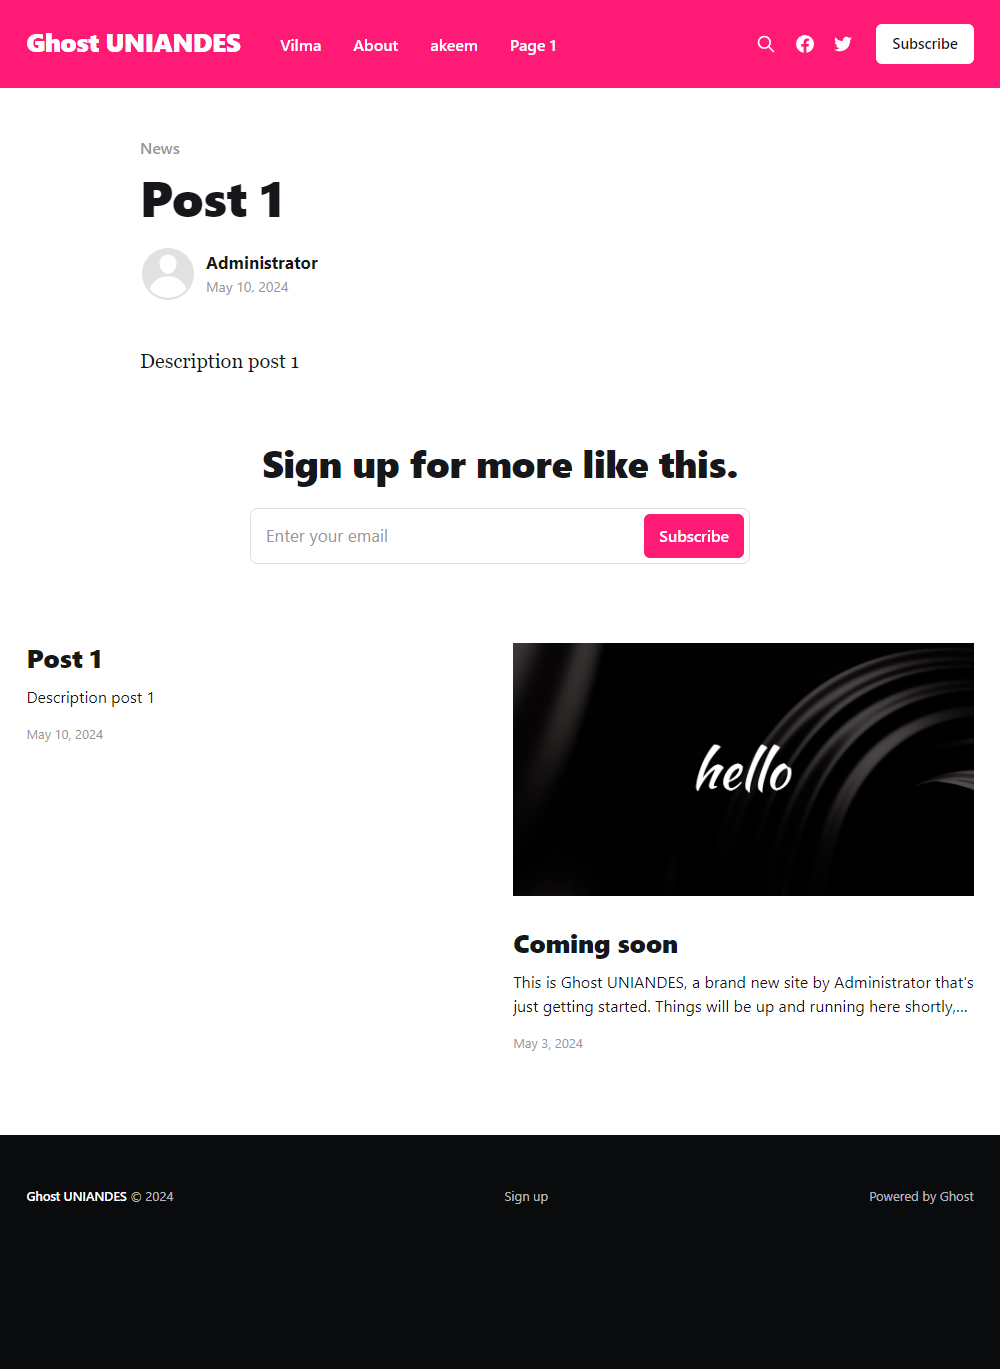 Ghost UNIANDES
Vilma
About
akeem
Page 1
Subscribe
News
Post 1
Administrator
May 10, 2024
Description post 1
Sign up for more like this.
Enter your email
Subscribe
Post 1
Description post 1
May 10, 2024
hello
Coming soon
This is Ghost UNIANDES, a brand new site by Administrator that's
just getting started. Things will be up and running here shortly,...
May 3, 2024
Ghost UNIANDES © 2024
Sign up
Powered by Ghost